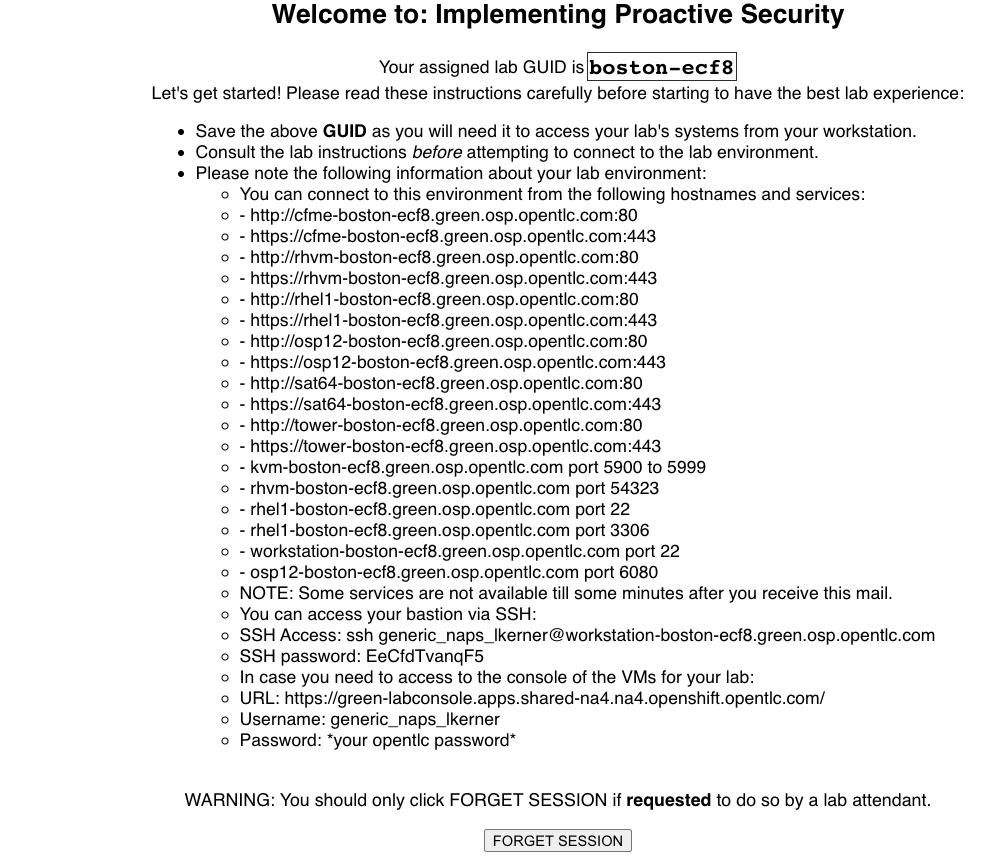 Welcome to: Implementing Proactive Security
Your assigned lab GUID is boston-ecf8
Let's get started! Please read these instructions carefully before starting to have the best lab experience:
Save the above GUID as you will need it to access your lab's systems from your workstation.
Consult the lab instructions before attempting to connect to the lab environment.
Please note the following information about your lab environment:
You can connect to this environment from the following hostnames and services:
- http://cfme-boston-ecf8.green.osp.opentlc.com:80
- https://cfme-boston-ecf8.green.osp.opentlc.com:443
- http://rhvm-boston-ecf8.green.osp.opentlc.com:80
- https://rhvm-boston-ecf8.green.osp.opentlc.com:443
- http://rhel1-boston-ecf8.green.osp.opentlc.com:80
- https://rhel1-boston-ecf8.green.osp.opentlc.com:443
- http://osp12-boston-ecf8.green.osp.opentlc.com:80
- https://osp12-boston-ecf8.green.osp.opentlc.com:443
- http://sat64-boston-ecf8.green.osp.opentlc.com:80
- https://sat64-boston-ecf8.green.osp.opentlc.com:443
- http://tower-boston-ecf8.green.osp.opentlc.com:80
- https://tower-boston-ecf8.green.osp.opentlc.com:443
- kvm-boston-ecf8.green.osp.opentlc.com port 5900 to 5999
- rhvm-boston-ecf8.green.osp.opentlc.com port 54323
- rhel1-boston-ecf8.green.osp.opentlc.com port 22
- rhel1-boston-ecf8.green.osp.opentlc.com port 3306
- workstation-boston-ecf8.green.osp.opentlc.com port 22
- osp12-boston-ecf8.green.osp.opentlc.com port 6080
NOTE: Some services are not available till some minutes after you receive this mail.
You can access your bastion via SSH:
SSH Access: ssh generic_naps_lkerner@workstation-boston-ecf8.green.osp.opentlc.com
SSH password: EeCfdTvanqF5
In case you need to access to the console of the VMs for your lab:
URL: https://green-labconsole.apps.shared-na4.na4.openshift.opentlc.com/
Username: generic_naps_lkerner
Password: *your opentlc password*
WARNING: You should only click FORGET SESSION if requested to do so by a lab attendant.
FORGET SESSION